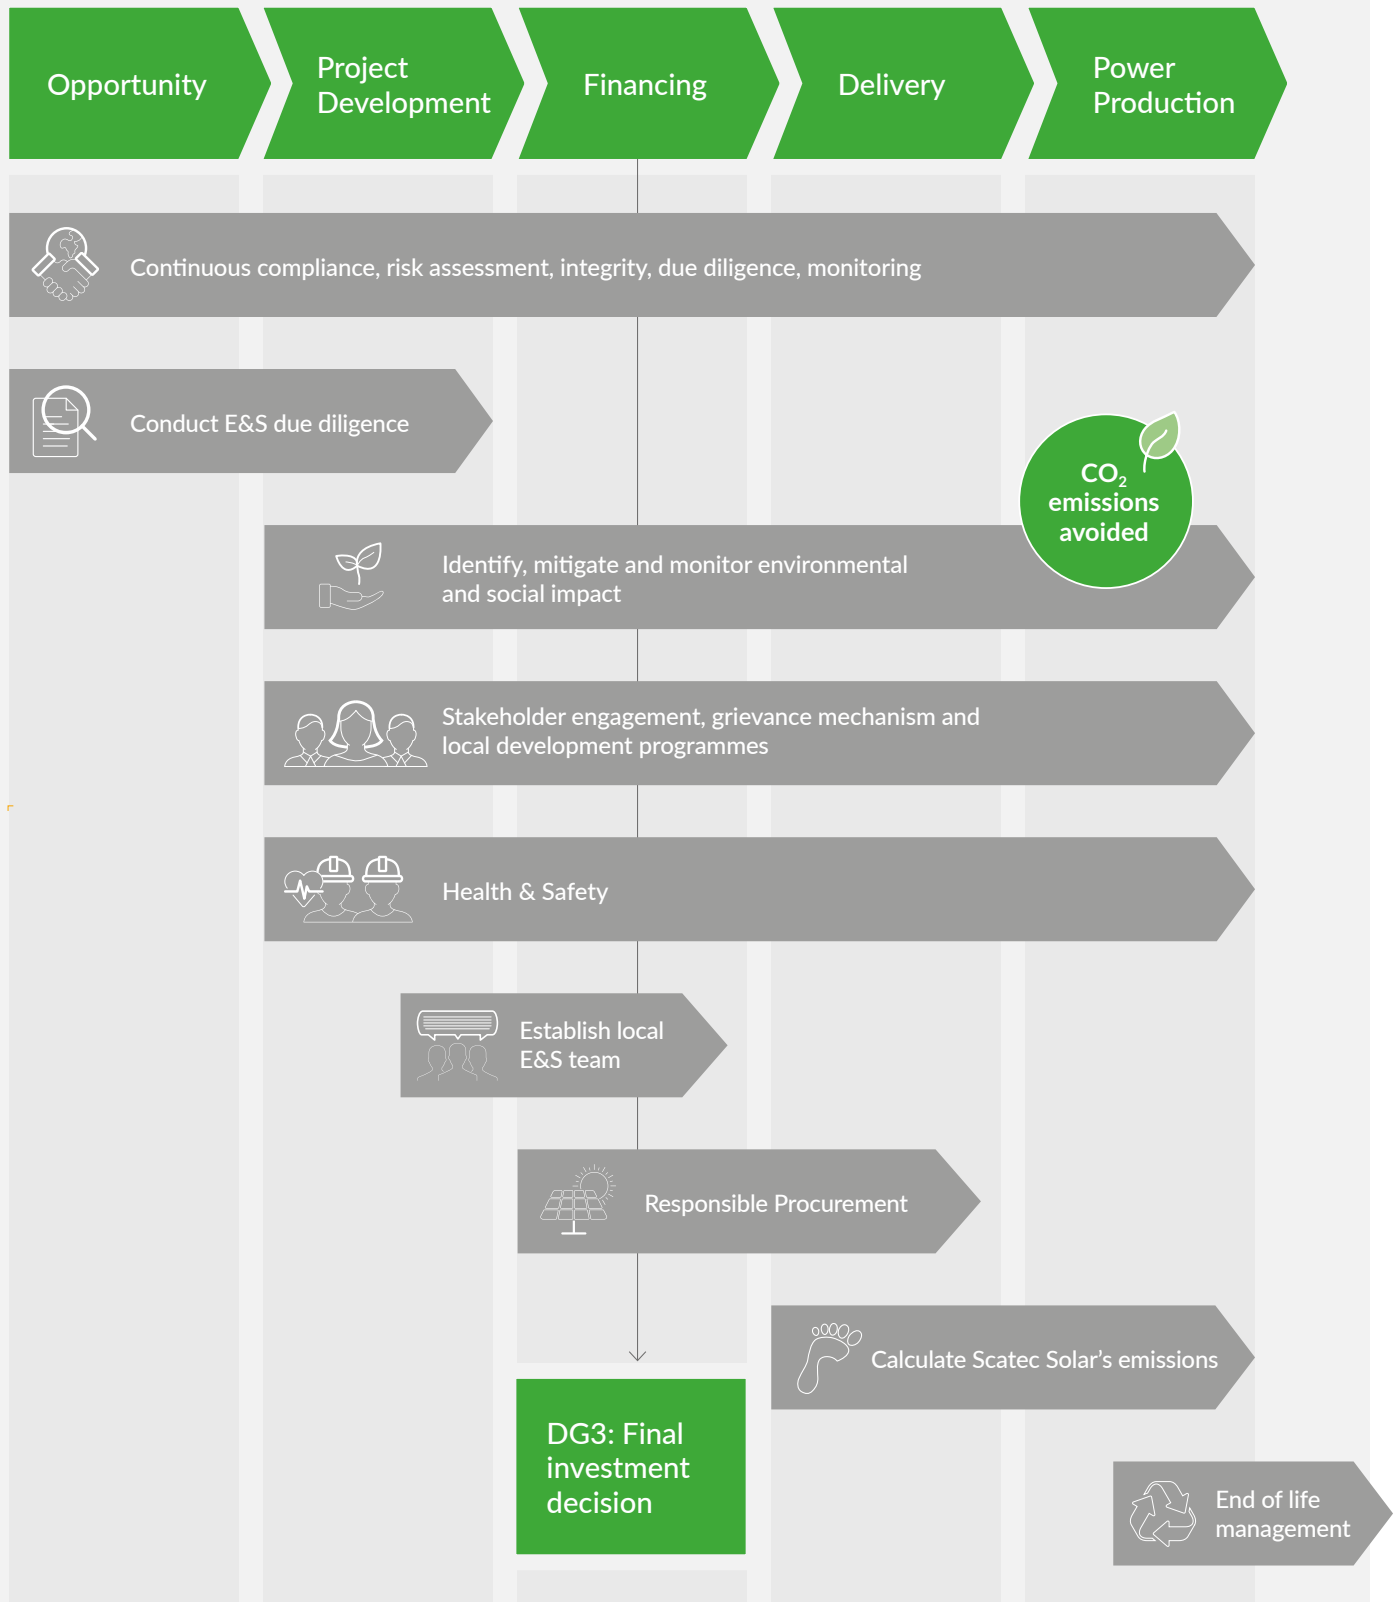 Opportunity
Project
Development
Financing
Delivery
Power
Production
Continuous compliance, risk assessment, integrity, due diligence, monitoring
Conduct E&S due diligence
CO₂
emissions
avoided
Identify, mitigate and monitor environmental
and social impact
Stakeholder engagement, grievance mechanism and
local development programmes
Health & Safety
Establish local
E&S team
Responsible Procurement
Calculate Scatec Solar’s emissions
DG3: Final
investment
decision
End of life
management